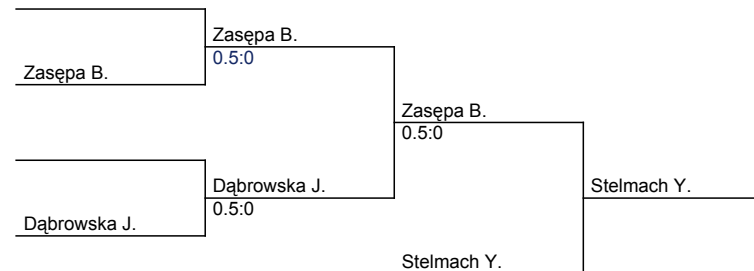 Zasępa B.
0.5:0
Zasępa B.
Zasępa B.
0.5:0
Dąbrowska J.
0.5:0
Stelmach Y.
Dąbrowska J.
Stelmach Y.